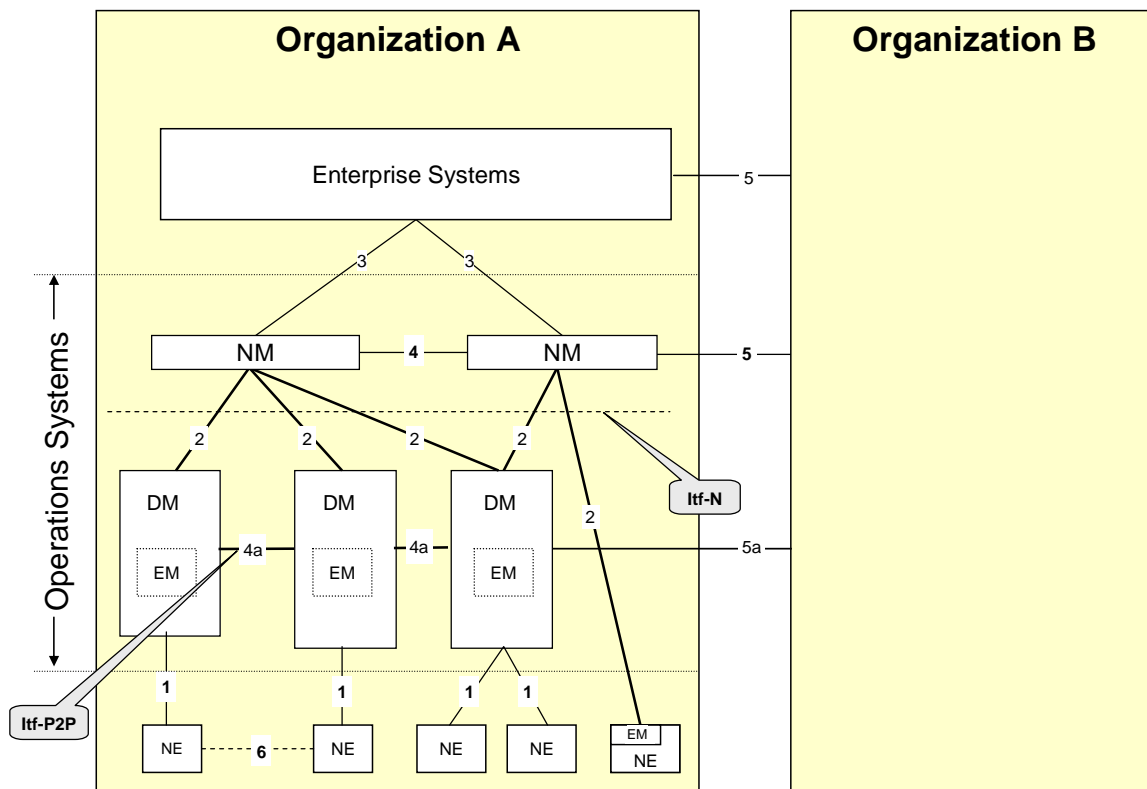 Organization A
Organization B
Enterprise Systems
5
3
3
Operations Systems
NM
4
NM
5
2
2
2
2
Itf-N
DM
DM
DM
2
4a
4a
5a
EM
EM
EM
1
1
1
1
Itf-P2P
NE
6
NE
NE
NE
EM
NE